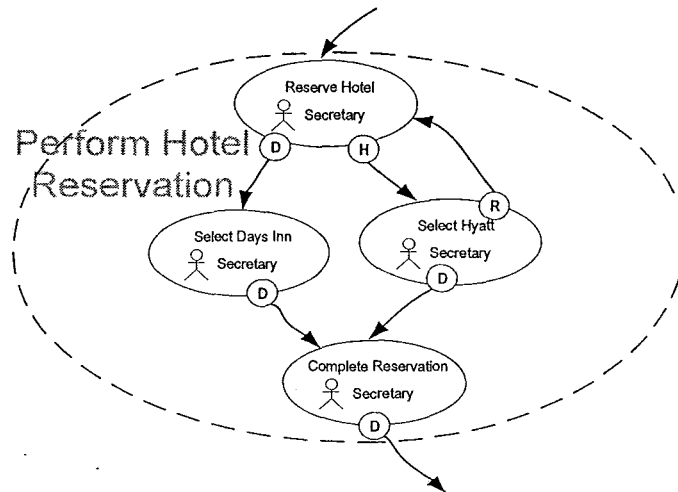 Reserve Hotel
Secretary
Perform Hotel
Reservation
D
H
R
Select Days Inn
Secretary
D
Select Hyatt
Secretary
D
Complete Reservation
Secretary
D